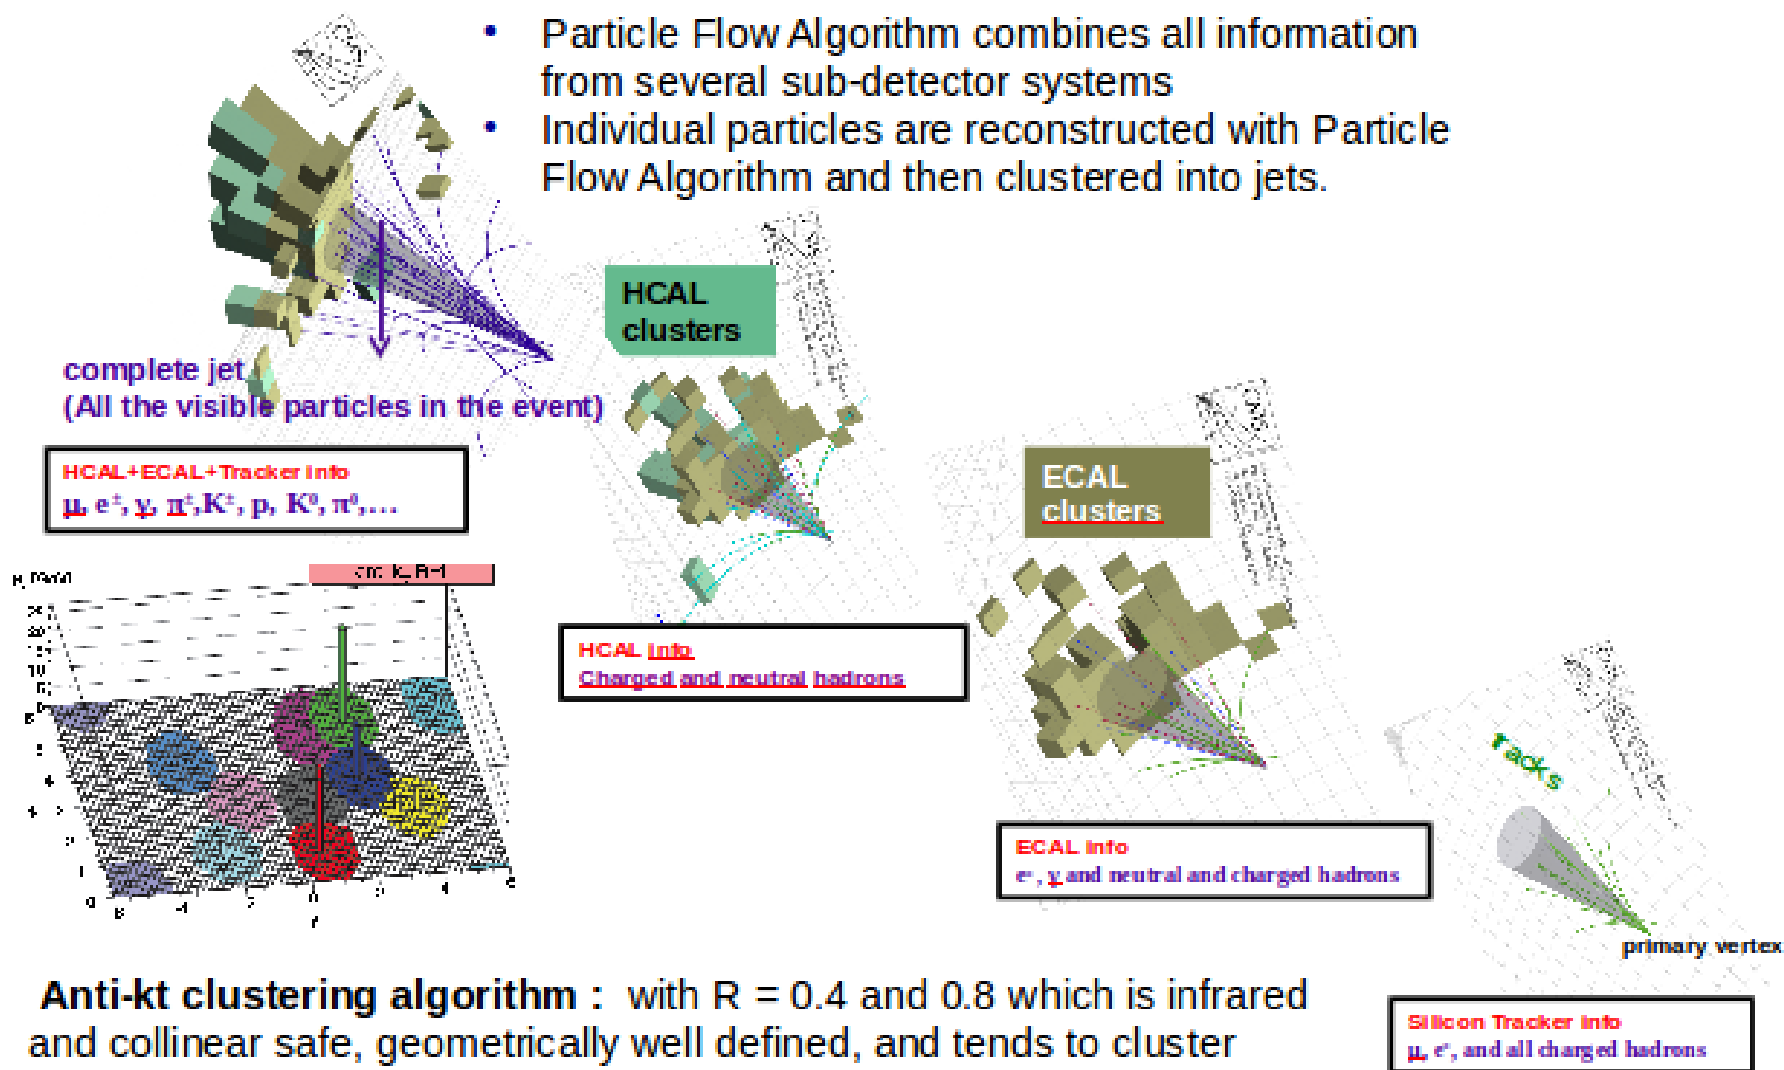 • Particle Flow Algorithm combines all information
from several sub-detector systems
• Individual particles are reconstructed with Particle
Flow Algorithm and then clustered into jets.
HCAL
clusters
complete jet
(All the visible particles in the event)
HCAL+ECAL+Tracker info
μ, e±, γ, π±,K±, p, K⁰, π⁰,…
ECAL
clusters
HCAL info
Charged and neutral hadrons
racks
ECAL info
γ and neutral and charged hadrons
primary vertex
Anti-kt clustering algorithm : with R = 0.4 and 0.8 which is infrared
and collinear safe, geometrically well defined, and tends to cluster
Silicon Tracker info
μ, and all charged hadrons